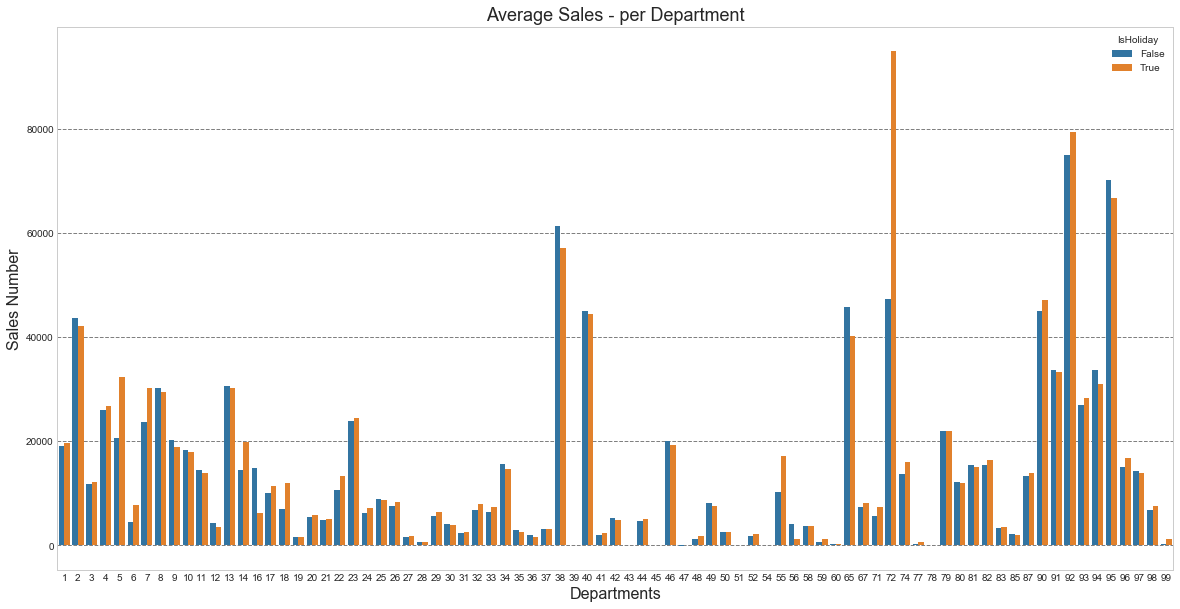 Average Sales - per Department
IsHoliday
False
True
Sales Number
80000
60000
40000
20000
0
1 2 3 4 5 6 7 8 9 10 11 12 13 14 16 17 18 19 20 21 22 23 24 25 26 27 28 29 30 31 32 33 34 35 36 37 38 39 40 41 42 43 44 45 46 47 48 49 50 51 52 54 55 56 58 59 60 65 67 71 72 74 77 78 79 80 81 82 83 85 87 90 91 92 93 94 95 96 97 98 99
Departments